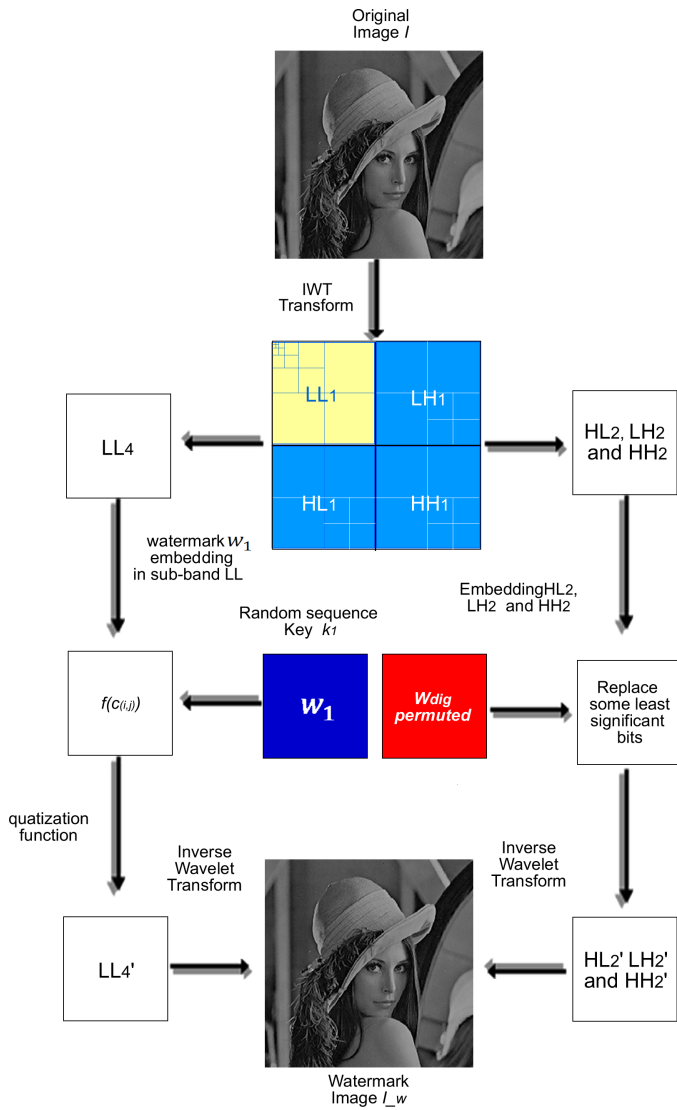 Original
Image I
IWT
Transform
LL1
LH1
HL1
HH1
LL4
HL2, LH2
and HH2
watermark w1
embedding
in sub-band LL
EmbeddingHL2,
LH2 and HH2
Random sequence
Key k1
f(c(i,j))
w1
Wdig
permuted
Replace
some least
significant
bits
quatization
function
Inverse
Wavelet
Transform
Inverse
Wavelet
Transform
LL4'
HL2' LH2'
and HH2'
Watermark
Image I_w